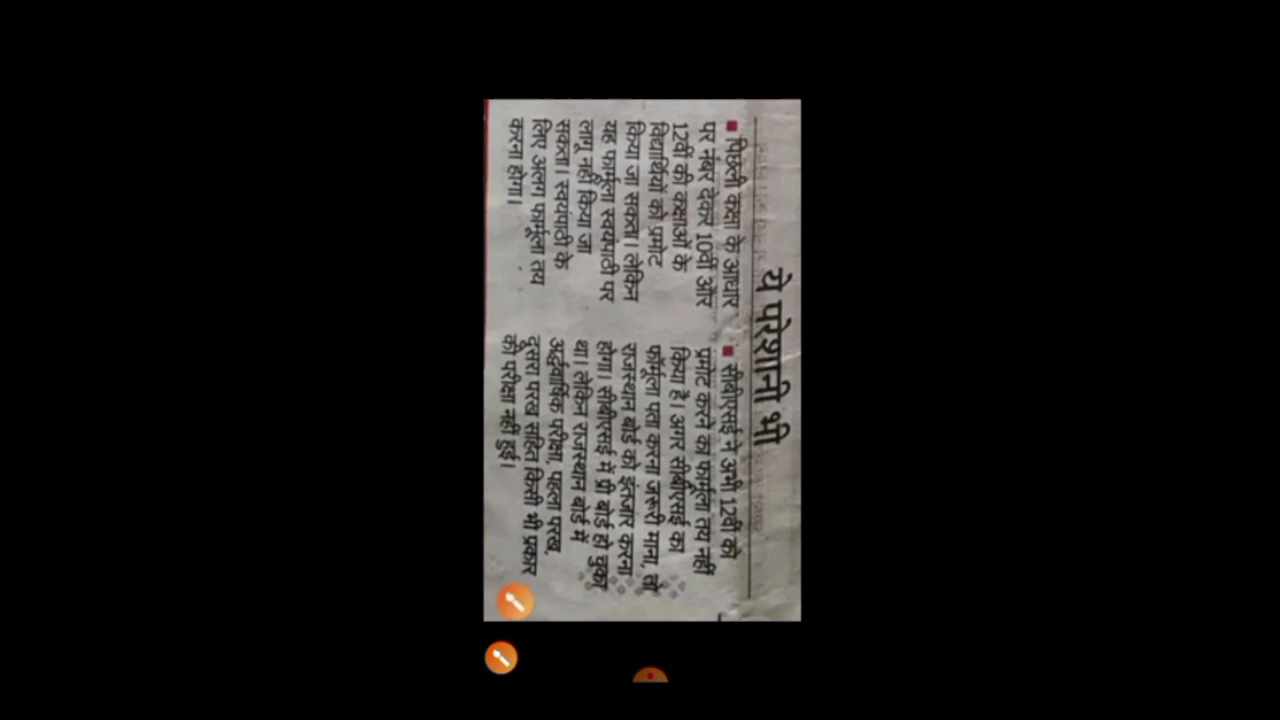 ये परेशानी भी
■ पिछली कक्षा के आधार
पर नंबर देकर 10वीं और
12वीं की कक्षाओं के
विद्यार्थियों को प्रमोट
किया जा सकता। लेकिन
यह फार्मूला स्वयंपाठी पर
लागू नहीं किया जा
सकता। स्वयंपाठी के
लिए अलग फार्मूला तय
करना होगा।
■ सीबीएसई ने अभी 12वीं को
प्रमोट करने का फार्मूला तय नहीं
किया है। अगर सीबीएसई का
फॉर्मूला पता करना जरूरी माना, तो
राजस्थान बोर्ड को इंतजार करना
होगा। सीबीएसई में प्री बोर्ड हो चुका
था। लेकिन राजस्थान बोर्ड में
अर्द्धवार्षिक परीक्षा, पहला परख,
दूसरा परख सहित किसी भी प्रकार
की परीक्षा नहीं हुई।